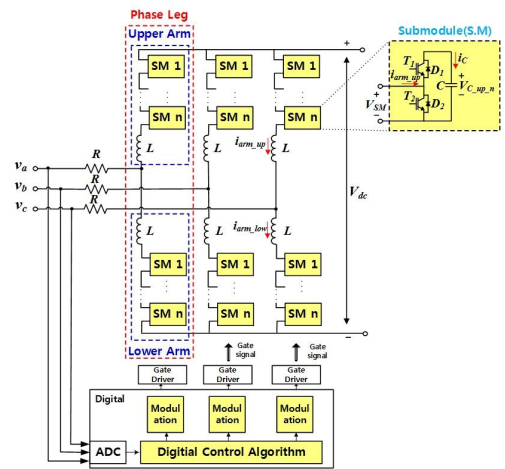 Phase Leg
Upper Arm
Submodule(S.M)
SM 1
SM 1
SM 1
SM n
SM n
SM n
T1
D1
iC
iarm_up
C
VC_up_n
VSM
T2
D2
+
−
+
−
+
L
L
iarm_up
L
va
R
vb
R
vc
R
Vdc
L
L
iarm_low
L
SM 1
SM 1
SM 1
SM n
SM n
SM n
−
Lower Arm
Gate
signal
Gate
signal
Gate
Driver
Gate
Driver
Gate
Driver
Digital
Modul
ation
Modul
ation
Modul
ation
ADC
Digitial Control Algorithm